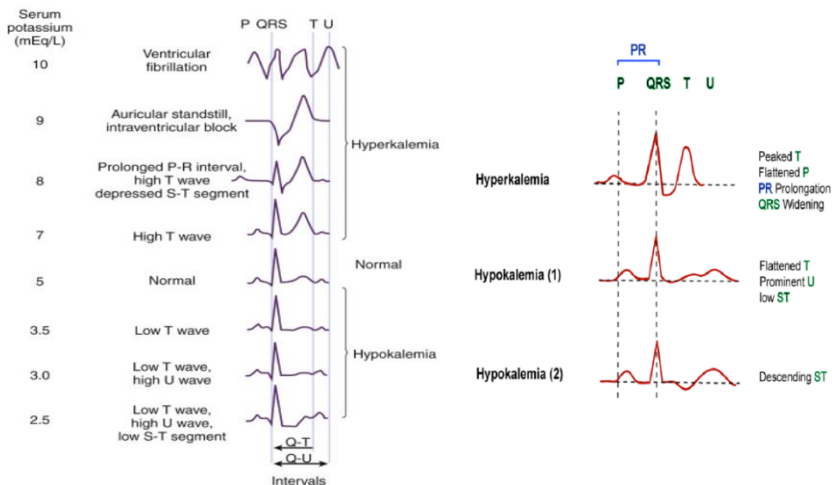 Serum
potassium
(mEq/L)
P QRS T U
10
Ventricular
fibrillation
9
Auricular standstill,
intraventricular block
8
Prolonged P-R interval,
high T wave
depressed S-T segment
7
High T wave
Hyperkalemia
5
Normal
Normal
3.5
Low T wave
3.0
Low T wave,
high U wave
2.5
Low T wave,
high U wave,
low S-T segment
Hypokalemia
Q-T
Q-U
Intervals
PR
P QRS T U
Hyperkalemia
Peaked T
Flattened P
PR Prolongation
QRS Widening
Hypokalemia (1)
Flattened T
Prominent U
low ST
Hypokalemia (2)
Descending ST